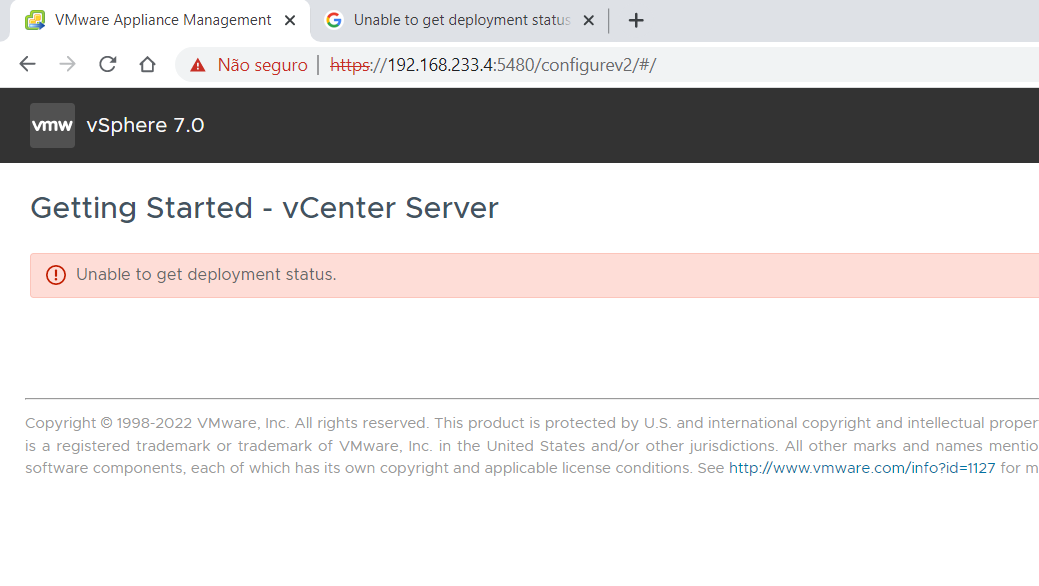 VMware Appliance Management
Unable to get deployment status
Não seguro | https://192.168.233.4:5480/configurev2/#/
vmw vSphere 7.0
Getting Started - vCenter Server
Unable to get deployment status.
Copyright © 1998-2022 VMware, Inc. All rights reserved. This product is protected by U.S. and international copyright and intellectual proper
is a registered trademark or trademark of VMware, Inc. in the United States and/or other jurisdictions. All other marks and names mentio
software components, each of which has its own copyright and applicable license conditions. See http://www.vmware.com/info?id=1127 for m